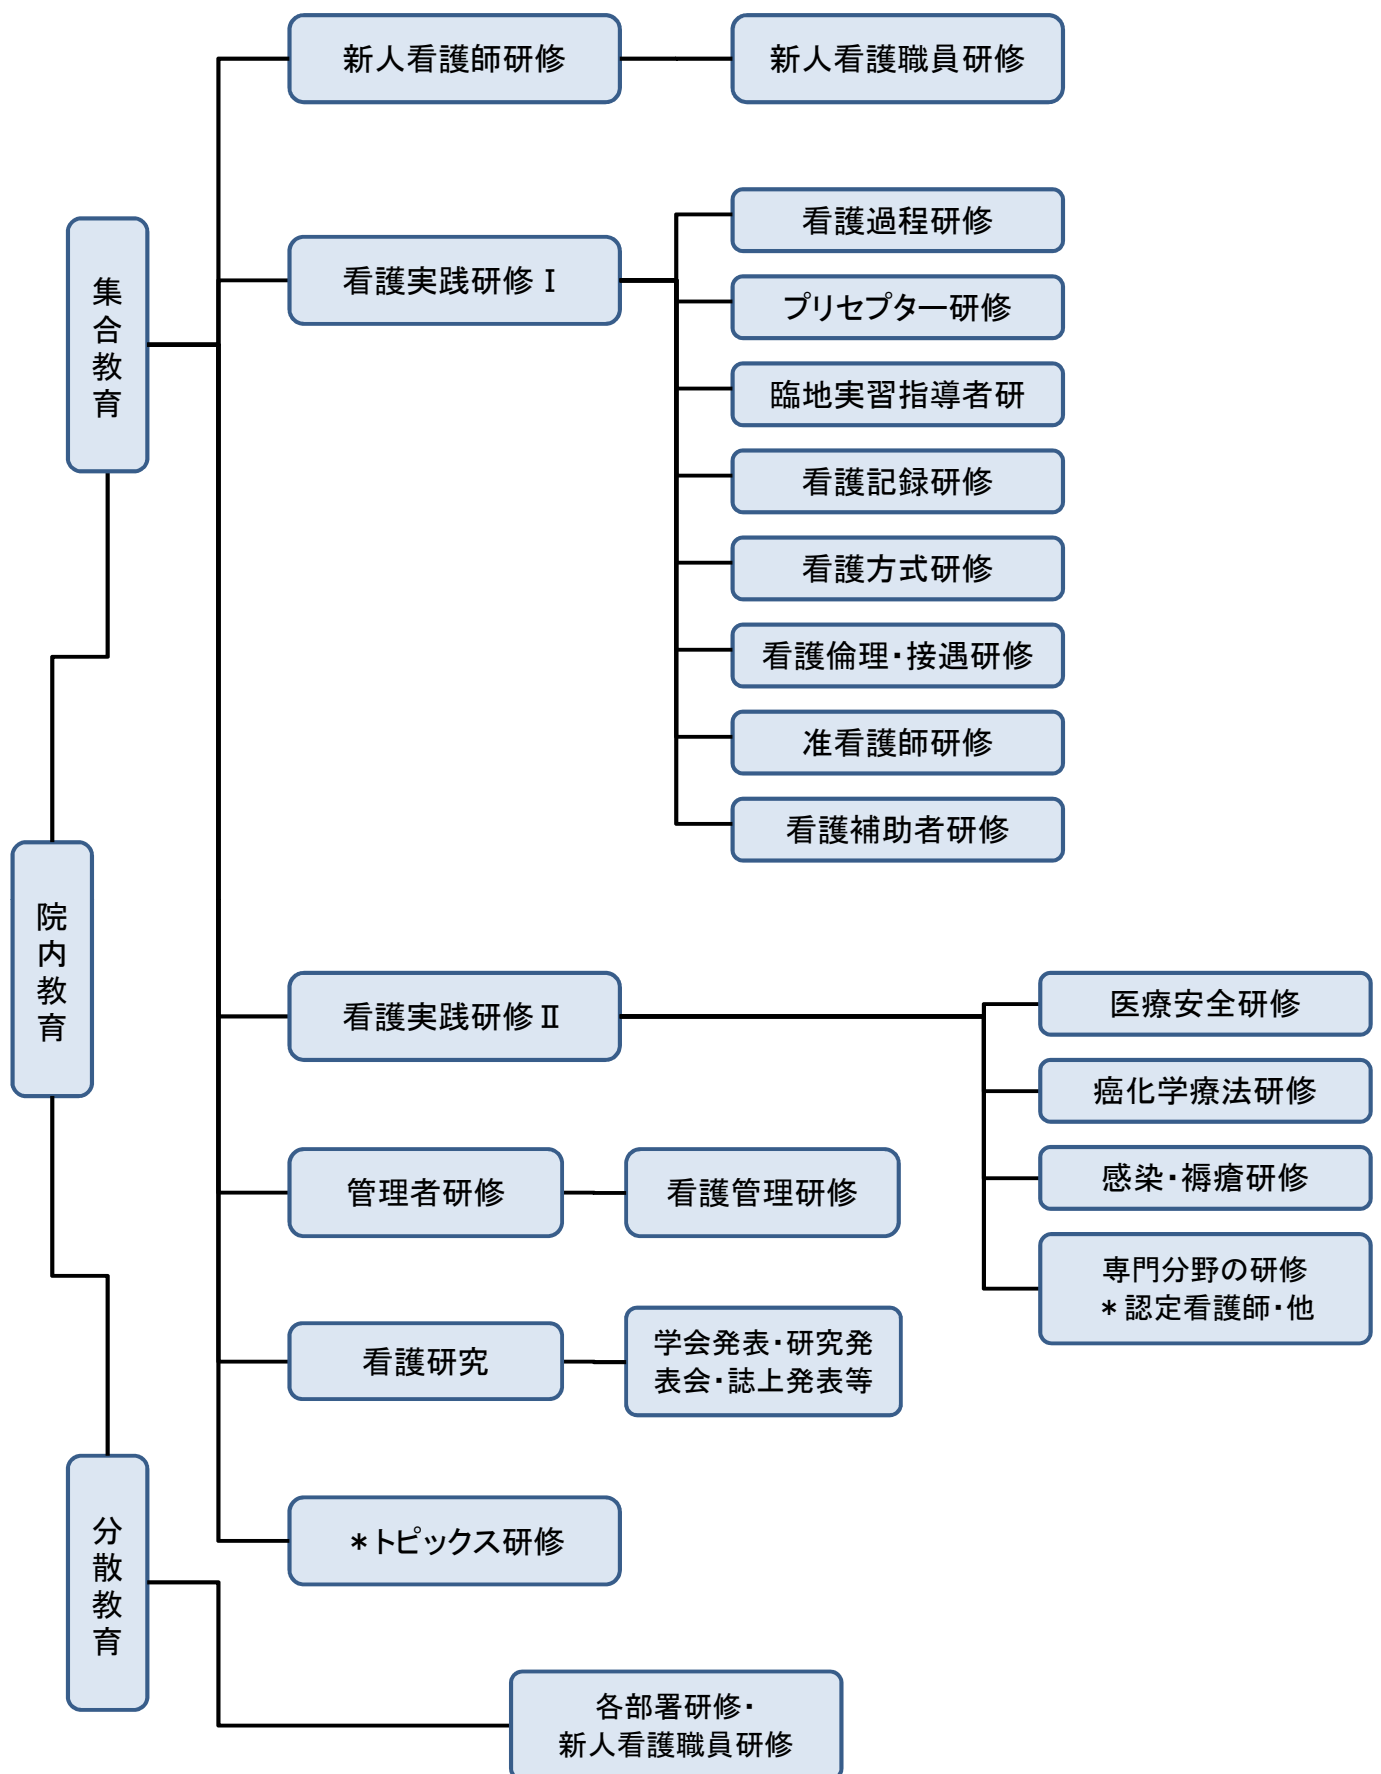 新人看護師研修
新人看護職員研修
集合教育
看護実践研修Ⅰ
看護過程研修
プリセプター研修
臨地実習指導者研
看護記録研修
看護方式研修
看護倫理・接遇研修
准看護師研修
看護補助者研修
院内教育
看護実践研修Ⅱ
医療安全研修
癌化学療法研修
感染・褥瘡研修
専門分野の研修
＊認定看護師・他
管理者研修
看護管理研修
看護研究
学会発表・研究発
表会・誌上発表等
＊トピックス研修
分散教育
各部署研修・
新人看護職員研修